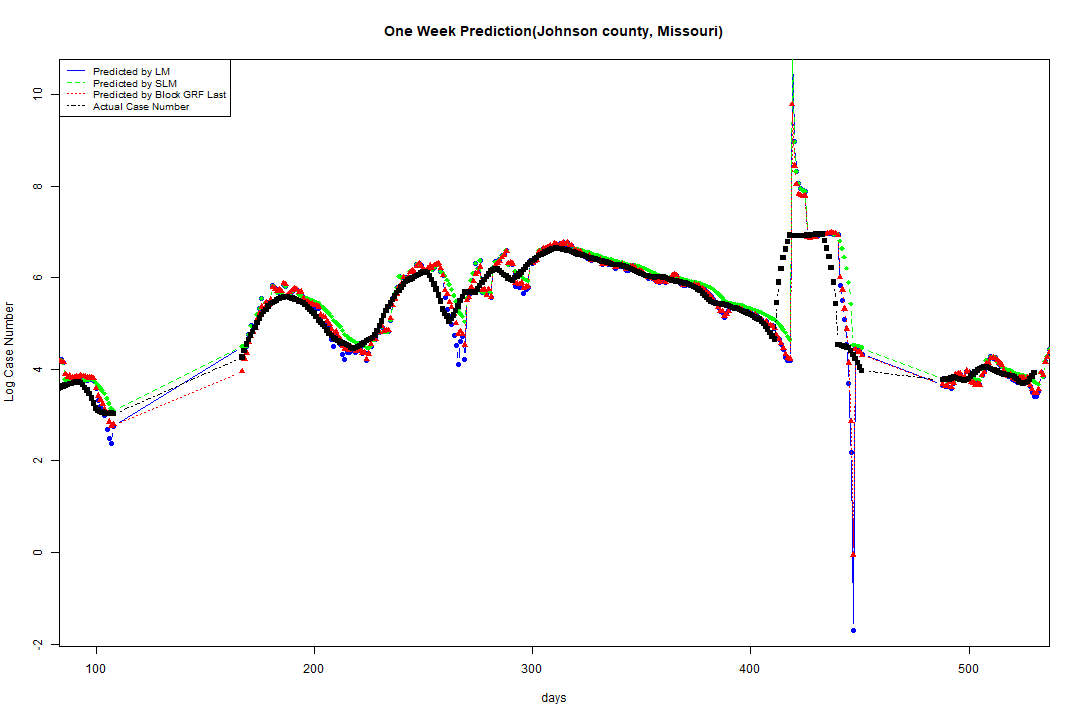 One Week Prediction(Johnson county, Missouri)
Predicted by LM
Predicted by SLM
Predicted by Block GRF Last
Actual Case Number
Log Case Number
10
8
6
4
2
0
-2
100 200 300 400 500
days